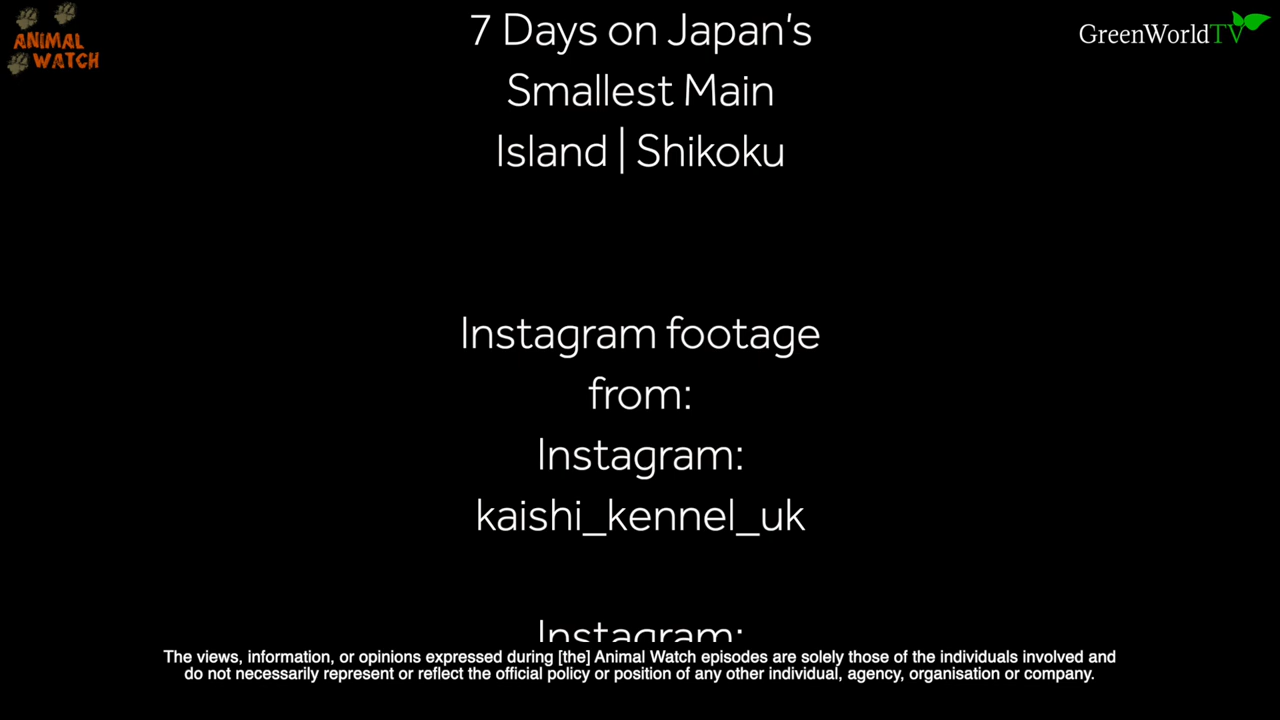 ANIMAL
WATCH
GreenWorldTV
7 Days on Japan's
Smallest Main
Island | Shikoku
Instagram footage
from:
Instagram:
kaishi_kennel_uk
Instagram:
The views, information, or opinions expressed during [the] Animal Watch episodes are solely those of the individuals involved and
do not necessarily represent or reflect the official policy or position of any other individual, agency, organisation or company.